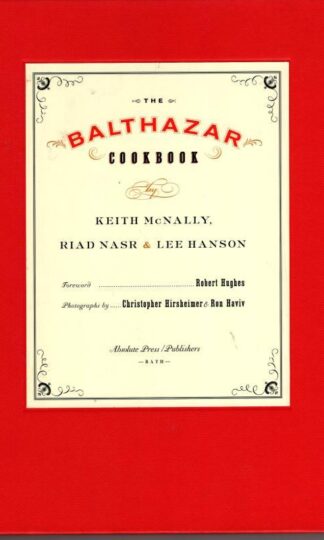 THE
BALTHAZAR
COOKBOOK
by
KEITH McNALLY,
RIAD NASR & LEE HANSON
Foreword ........................................ Robert Hughes
Photographs by ..... Christopher Hirsheimer & Ron Haviv
Absolute Press / Publishers
—BATH—